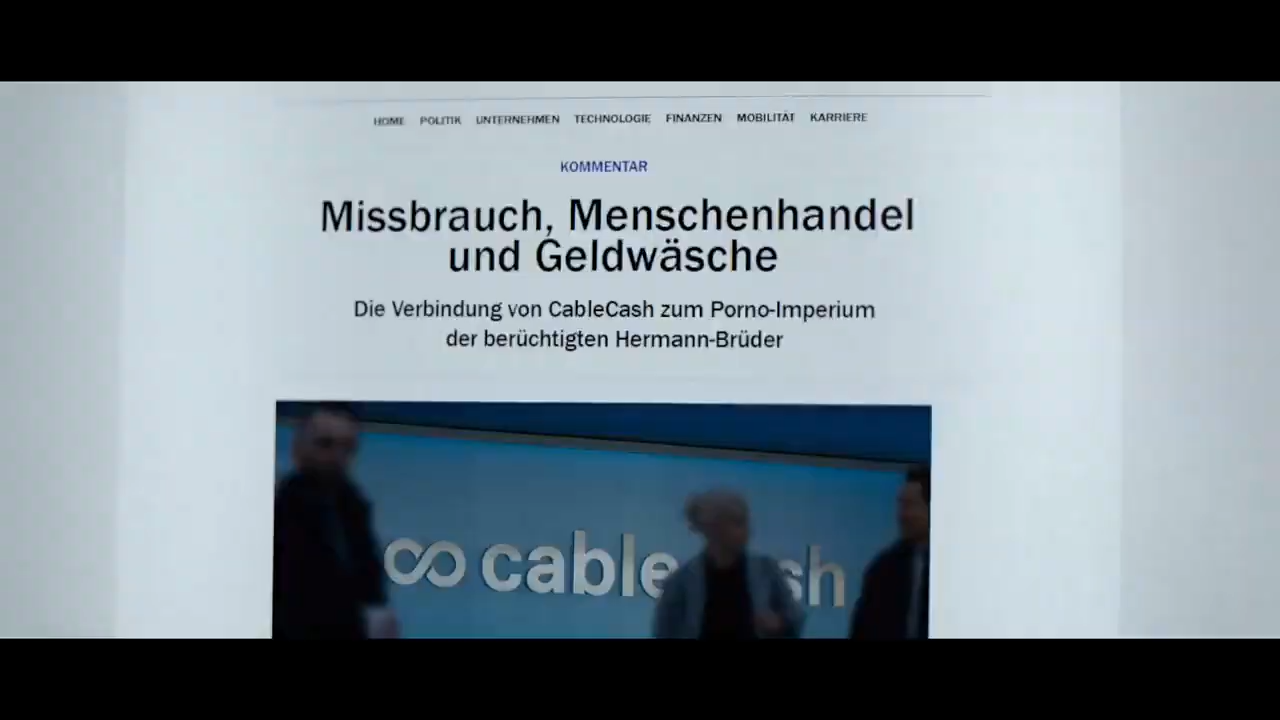 HOME POLITIK UNTERNEHMEN TECHNOLOGIE FINANZEN MOBILITÄT KARRIERE
KOMMENTAR
Missbrauch, Menschenhandel
und Geldwäsche
Die Verbindung von CableCash zum Porno-Imperium
der berüchtigten Hermann-Brüder
cable sh